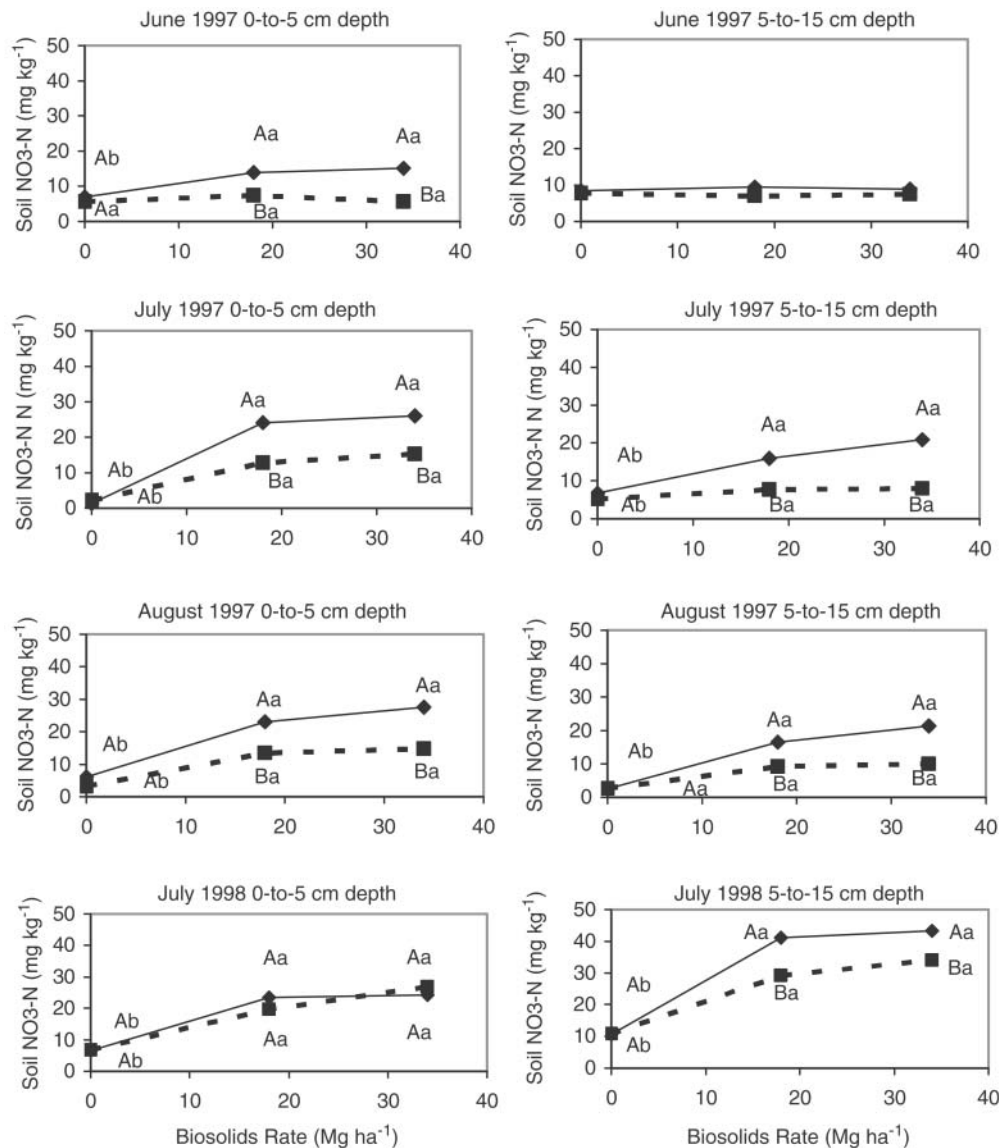 June 1997 0-to-5 cm depth
Soil NO3-N (mg kg-1)
50
40
30
20
10
0
Ab
Aa
Aa
Aa
Ba
Ba
0 10 20 30 40
June 1997 5-to-15 cm depth
Soil NO3-N (mg kg-1)
50
40
30
20
10
0
0 10 20 30 40
July 1997 0-to-5 cm depth
Soil NO3-N N (mg kg-1)
50
40
30
20
10
0
Ab
Aa
Aa
Ab
Ba
Ba
0 10 20 30 40
July 1997 5-to-15 cm depth
Soil NO3-N N (mg kg-1)
50
40
30
20
10
0
Ab
Aa
Aa
Ab
Ba
Ba
0 10 20 30 40
August 1997 0-to-5 cm depth
Soil NO3-N (mg kg-1)
50
40
30
20
10
0
Ab
Aa
Aa
Ab
Ba
Ba
0 10 20 30 40
August 1997 5-to-15 cm depth
Soil NO3-N (mg kg-1)
50
40
30
20
10
0
Ab
Aa
Aa
Aa
Ba
Ba
0 10 20 30 40
July 1998 0-to-5 cm depth
Soil NO3-N (mg kg-1)
50
40
30
20
10
0
Ab
Aa
Aa
Ab
Aa
Aa
0 10 20 30 40
Biosolids Rate (Mg ha-1)
July 1998 5-to-15 cm depth
Soil NO3-N (mg kg-1)
50
40
30
20
10
0
Ab
Aa
Aa
Ab
Ba
Ba
0 10 20 30 40
Biosolids Rate (Mg ha-1)